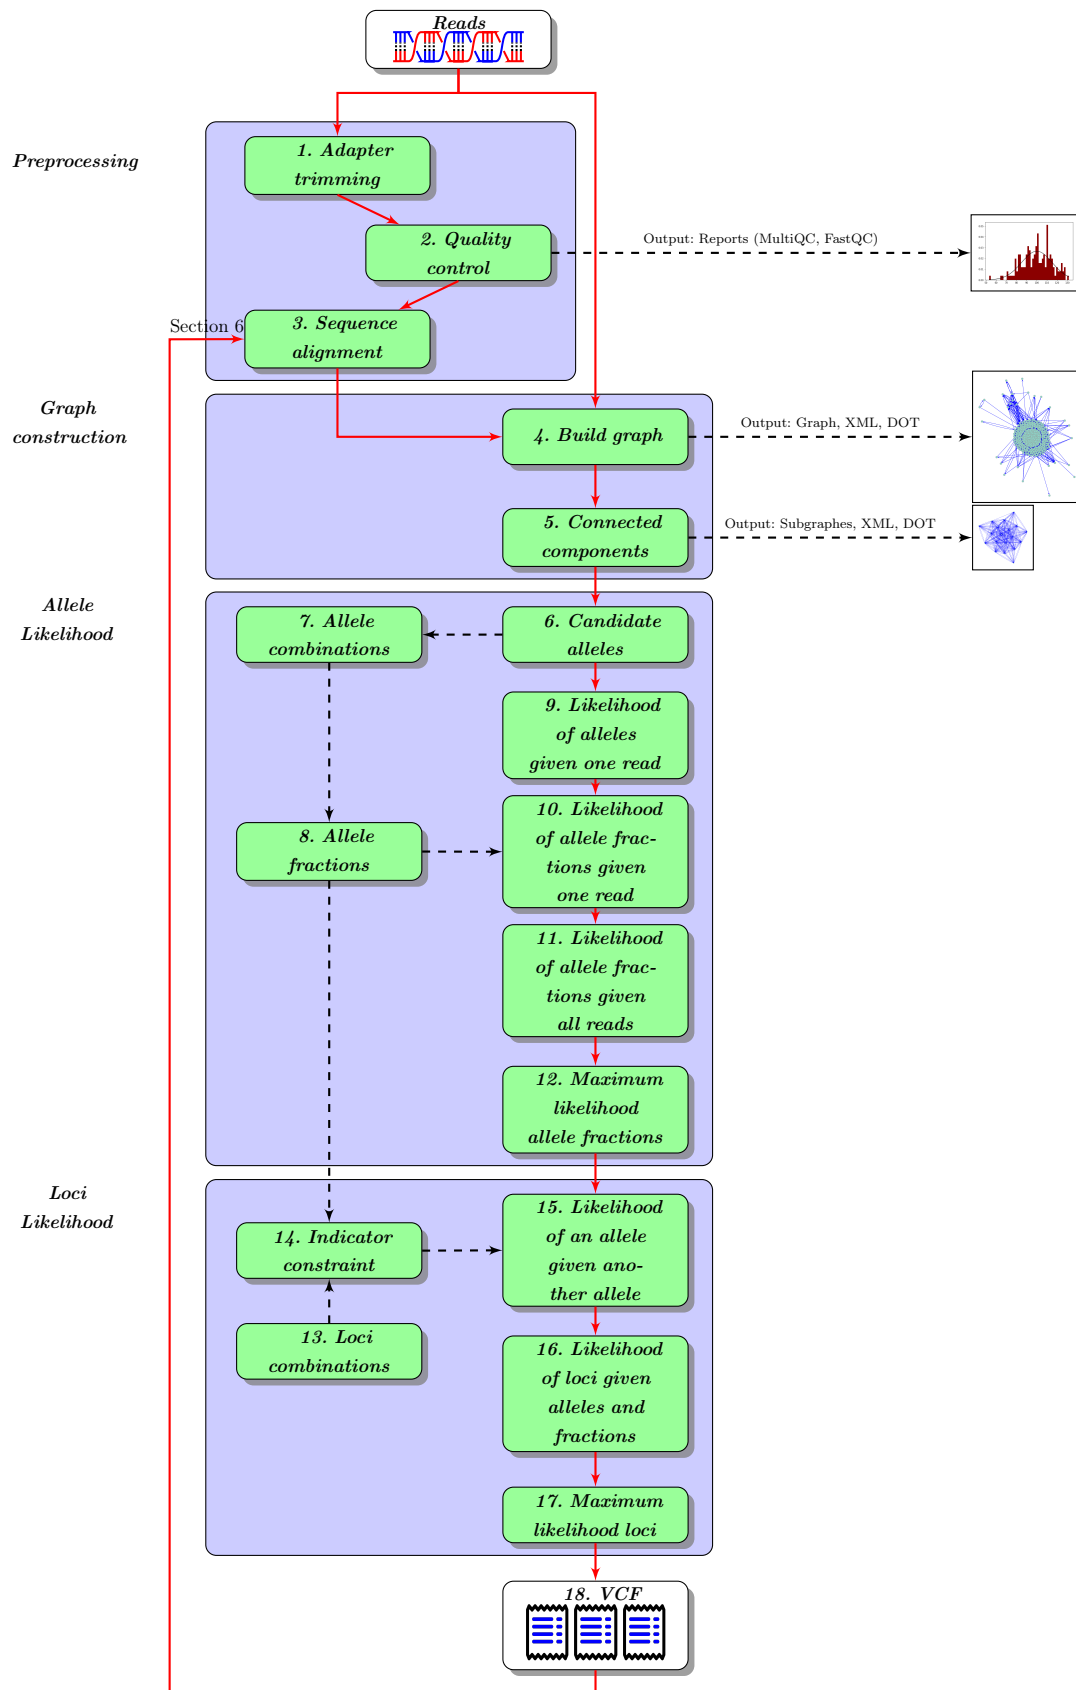 Reads
Preprocessing
1. Adapter
trimming
2. Quality
control
Output: Reports (MultiQC, FastQC)
Section 6
3. Sequence
alignment
Graph
construction
4. Build graph
Output: Graph, XML, DOT
5. Connected
components
Output: Subgraphes, XML, DOT
Allele
Likelihood
7. Allele
combinations
6. Candidate
alleles
9. Likelihood
of alleles
given one read
8. Allele
fractions
10. Likelihood
of allele frac-
tions given
one read
11. Likelihood
of allele frac-
tions given
all reads
12. Maximum
likelihood
allele fractions
Loci
Likelihood
14. Indicator
constraint
15. Likelihood
of an allele
given ano-
ther allele
13. Loci
combinations
16. Likelihood
of loci given
alleles and
fractions
17. Maximum
likelihood loci
18. VCF